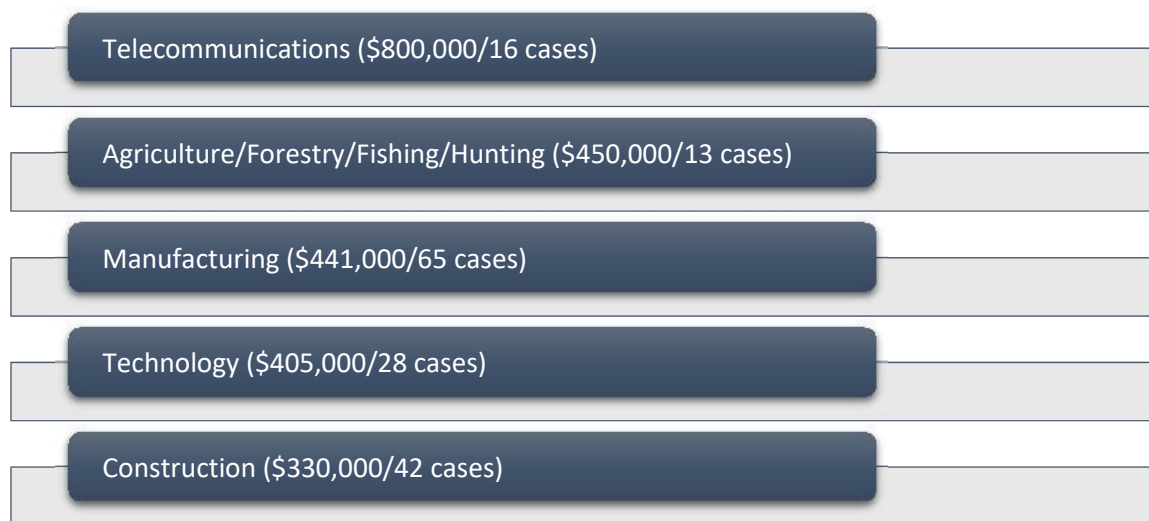 Telecommunications ($800,000/16 cases)
Agriculture/Forestry/Fishing/Hunting ($450,000/13 cases)
Manufacturing ($441,000/65 cases)
Technology ($405,000/28 cases)
Construction ($330,000/42 cases)